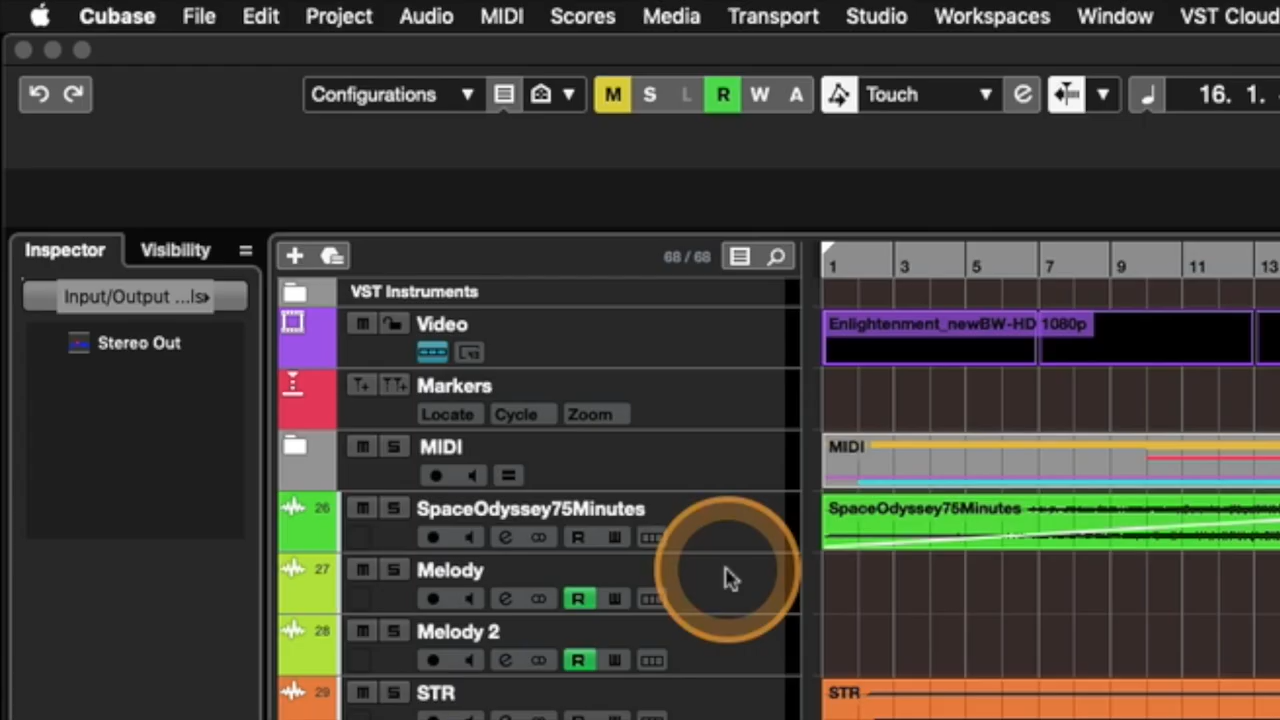 Cubase File Edit Project Audio MIDI Scores Media Transport Studio Workspaces Window VST Cloud
Configurations M S L R W A Touch 16. 1.
Inspector Visibility 68 / 68 1 3 5 7 9 11 13
Input/Output ...ls
VST Instruments
Stereo Out
m Video Enlightenment_newBW-HD 1080p
Markers
Locate Cycle Zoom
m S MIDI MIDI
26 m S SpaceOdyssey75Minutes SpaceOdyssey75Minutes
e R W
27 m S Melody
e R W
28 m S Melody 2
e R W
29 m S STR STR